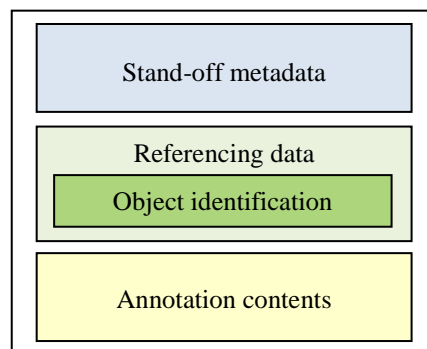 Stand-off metadata
Referencing data
Object identification
Annotation contents